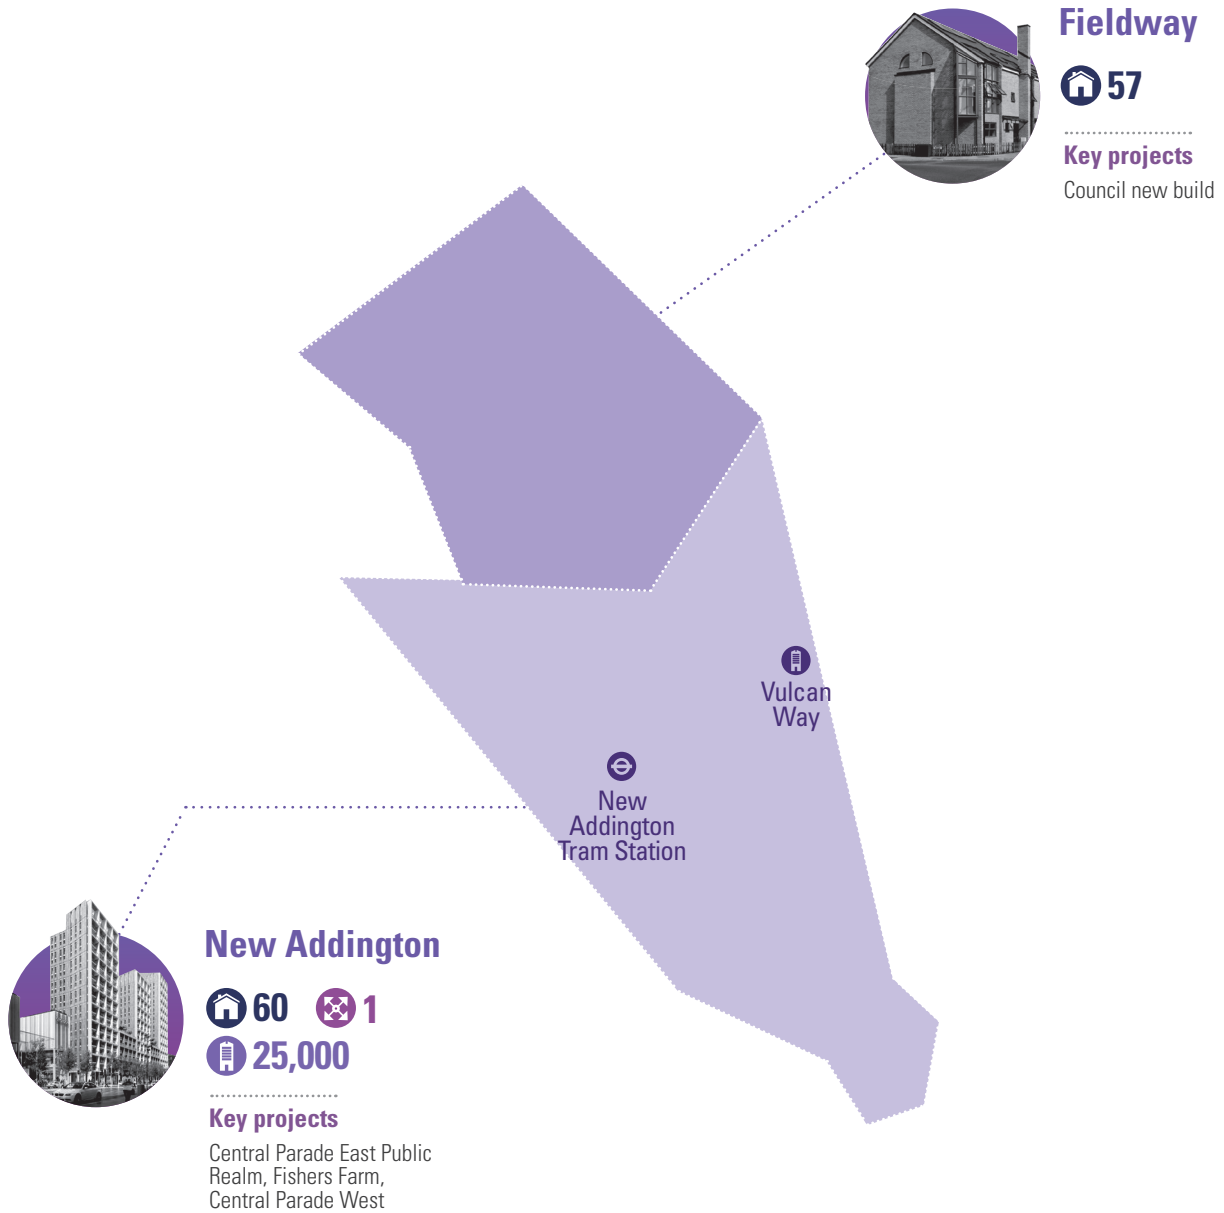 Fieldway
57
Key projects
Council new build
Vulcan
Way
New
Addington
Tram Station
New Addington
60 1
25,000
Key projects
Central Parade East Public
Realm, Fishers Farm,
Central Parade West